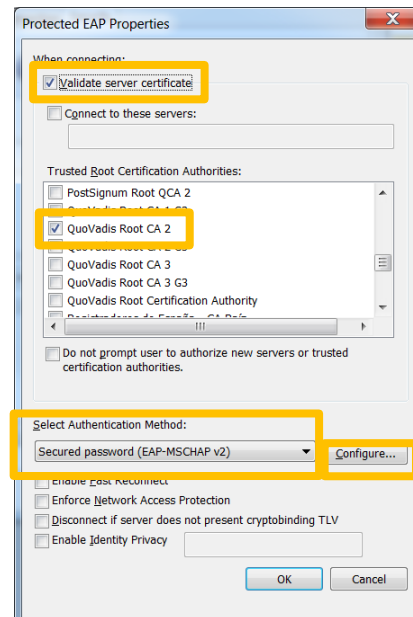 Protected EAP Properties
When connecting:
Validate server certificate
Connect to these servers:
Trusted Root Certification Authorities:
PostSignum Root QCA 2
QuoVadis Root CA 2
QuoVadis Root CA 3
QuoVadis Root CA 3 G3
QuoVadis Root Certification Authority
Do not prompt user to authorize new servers or trusted
certification authorities.
Select Authentication Method:
Secured password (EAP-MSCHAP v2)
Configure...
Enable Fast Reconnect
Enforce Network Access Protection
Disconnect if server does not present cryptobinding TLV
Enable Identity Privacy
OK
Cancel